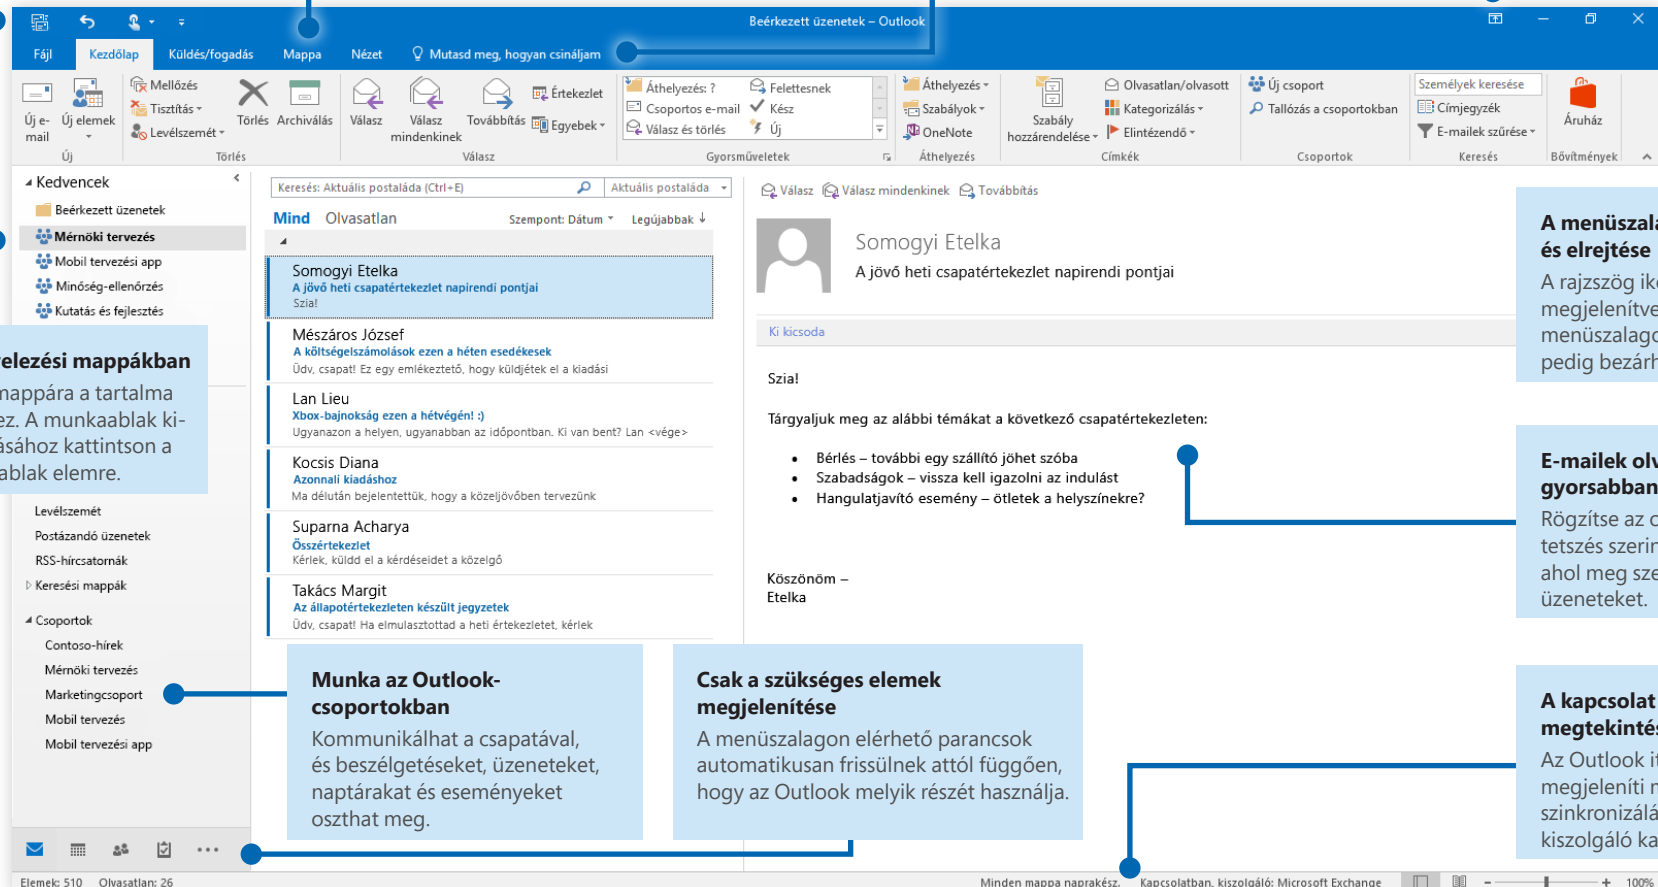 Beérkezett üzenetek – Outlook
Fájl Kezdőlap Küldés/fogadás Mappa Nézet Mutasd meg, hogyan csináljam
Új e-mail
Új elemek
Mellőzés
Tisztítás
Levélszemét
Törlés
Archiválás
Válasz
Válasz mindenkinek
Továbbítás
Értekezlet
Egyebek
Áthelyezés: ?
Csoportos e-mail
Válasz és törlés
Felettesnek
Kész
Új
Áthelyezés
Szabályok
OneNote
Szabály hozzárendelése
Olvasatlan/olvasott
Kategorizálás
Elintézendő
Új csoport
Tallózás a csoportokban
Személyek keresése
Címjegyzék
E-mailek szűrése
Áruház
Új Törlés Válasz Gyorsműveletek Áthelyezés Címkék Csoportok Keresés Bővítmények
Kedvencek
Beérkezett üzenetek
Mérnöki tervezés
Mobil tervezési app
Minőség-ellenőrzés
Kutatás és fejlesztés
elezési mappákban
mappára a tartalma
ez. A munkaablak ki-
ásához kattintson a
ablak elemre.
Levélszemét
Postázandó üzenetek
RSS-hírcsatornák
Keresési mappák
Csoportok
Contoso-hírek
Mérnöki tervezés
Marketingcsoport
Mobil tervezés
Mobil tervezési app
Keresés: Aktuális postaláda (Ctrl+E) Aktuális postaláda
Mind Olvasatlan Szempont: Dátum Legújabbak
Somogyi Etelka
A jövő heti csapatértekezlet napirendi pontjai
Szia!
Mészáros József
A költségelszámolások ezen a héten esedékesek
Üdv, csapat! Ez egy emlékeztető, hogy küldjétek el a kiadási
Lan Lieu
Xbox-bajnokság ezen a hétvégén! :)
Ugyanazon a helyen, ugyanabban az időpontban. Ki van bent? Lan <vége>
Kocsis Diana
Azonnali kiadáshoz
Ma délután bejelentettük, hogy a közeljövőben tervezünk
Suparna Acharya
Összértekezlet
Kérlek, küldd el a kérdéseidet a közelgő
Takács Margit
Az állapotértekezleten készült jegyzetek
Üdv, csapat! Ha elmulasztottad a heti értekezletet, kérlek
Válasz Válasz mindenkinek Továbbítás
Somogyi Etelka
A jövő heti csapatértekezlet napirendi pontjai
Ki kicsoda
Szia!
Tárgyaljuk meg az alábbi témákat a következő csapatértekezleten:
• Bérlés – további egy szállító jöhet szóba
• Szabadságok – vissza kell igazolni az indulást
• Hangulatjavító esemény – ötletek a helyszínekre?
Köszönöm –
Etelka
A menüszala
és elrejtése
A rajzszög ik
megjelenítve
menüszalago
pedig bezárh
E-mailek olv
gyorsabban
Rögzítse az o
tetszés szerin
ahol meg sze
üzeneteket.
A kapcsolat
megtekintés
Az Outlook it
megjeleníti m
szinkronizálá
kiszolgáló ka
Munka az Outlook-
csoportokban
Kommunikálhat a csapatával,
és beszélgetéseket, üzeneteket,
naptárakat és eseményeket
oszthat meg.
Csak a szükséges elemek
megjelenítése
A menüszalagon elérhető parancsok
automatikusan frissülnek attól függően,
hogy az Outlook melyik részét használja.
Elemek: 510 Olvasatlan: 26 Minden mappa naprakész. Kapcsolatban, kiszolgáló: Microsoft Exchange 100%